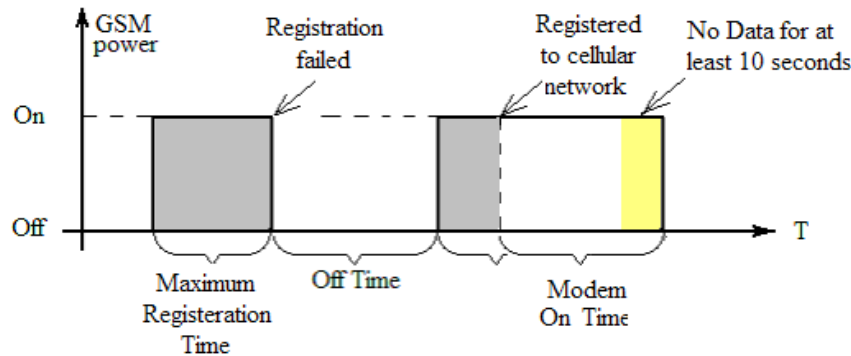 GSM
power
Registration
failed
Registered
to cellular
network
No Data for at
least 10 seconds
On
Off
T
Maximum
Registeration
Time
Off Time
Modem
On Time